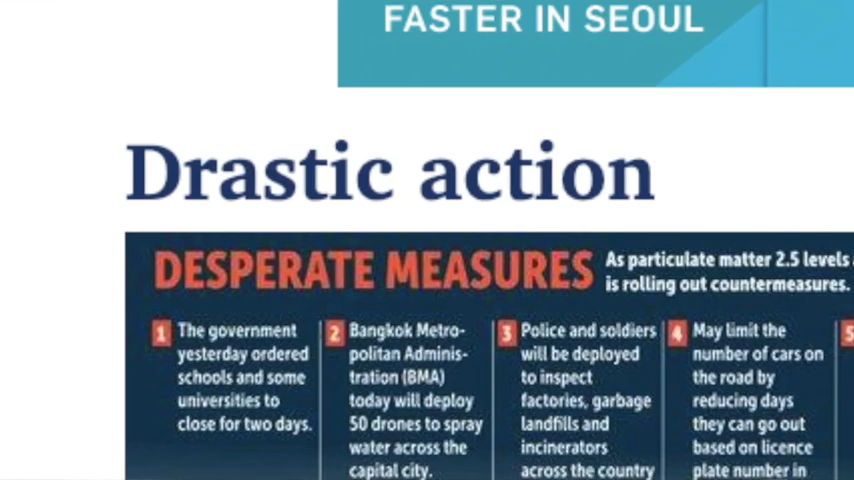 FASTER IN SEOUL
Drastic action
DESPERATE MEASURES
As particulate matter 2.5 levels
is rolling out countermeasures.
1
The government
yesterday ordered
schools and some
universities to
close for two days.
2
Bangkok Metro-
politan Adminis-
tration (BMA)
today will deploy
50 drones to spray
water across the
capital city.
3
Police and soldiers
will be deployed
to inspect
factories, garbage
landfills and
incinerators
across the country
4
May limit the
number of cars on
the road by
reducing days
they can go out
based on licence
plate number in
5